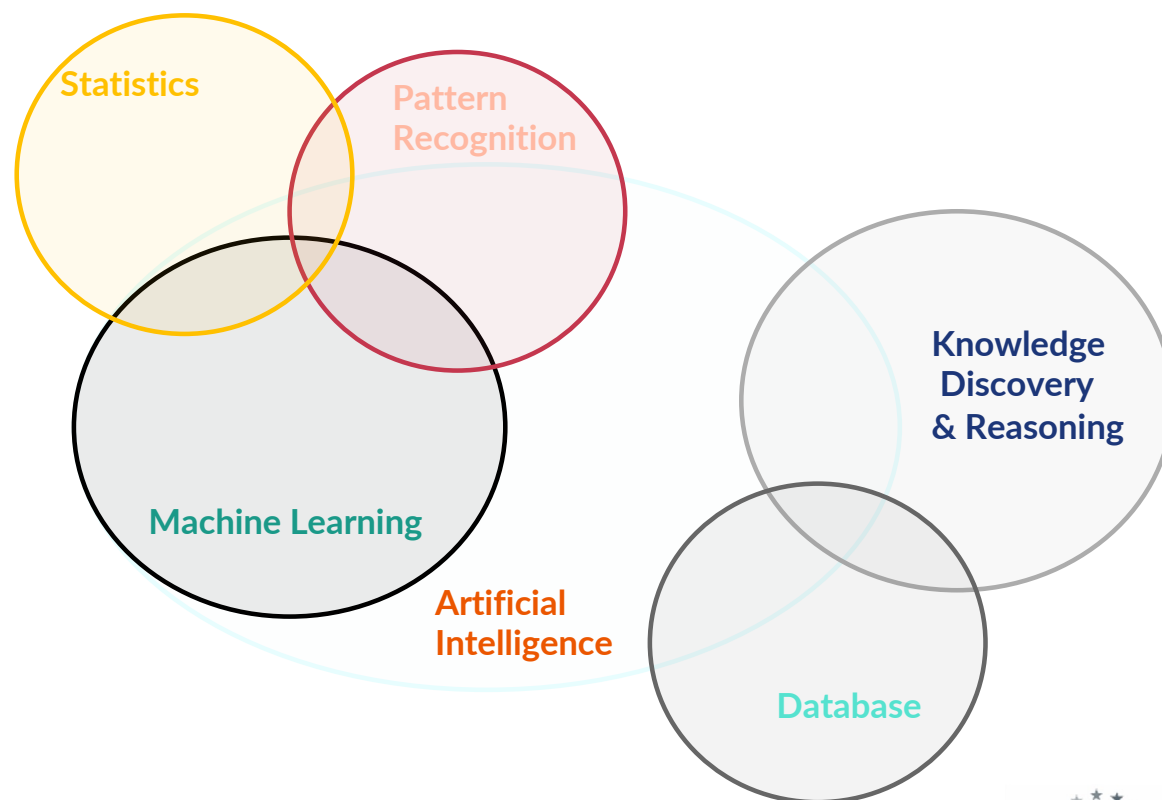 Statistics
Pattern
Recognition
Knowledge
Discovery
& Reasoning
Machine Learning
Artificial
Intelligence
Database